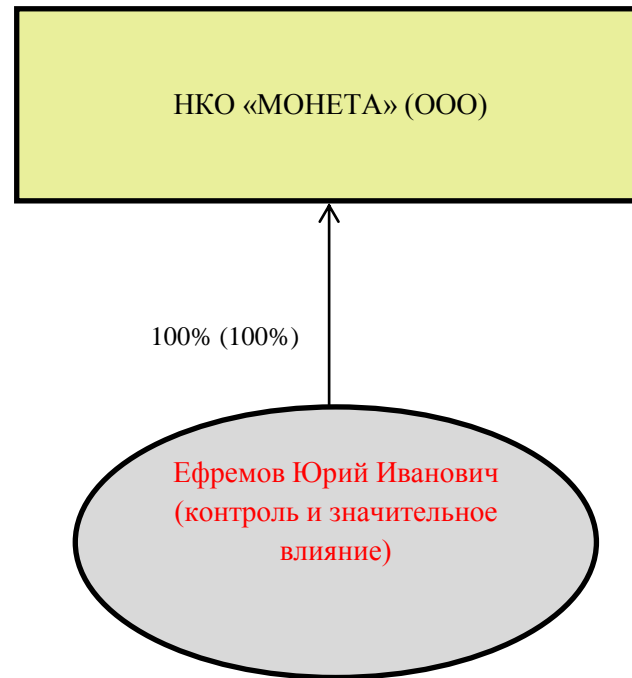 НКО «МОНЕТА» (ООО)
100% (100%)
Ефремов Юрий Иванович
(контроль и значительное
влияние)